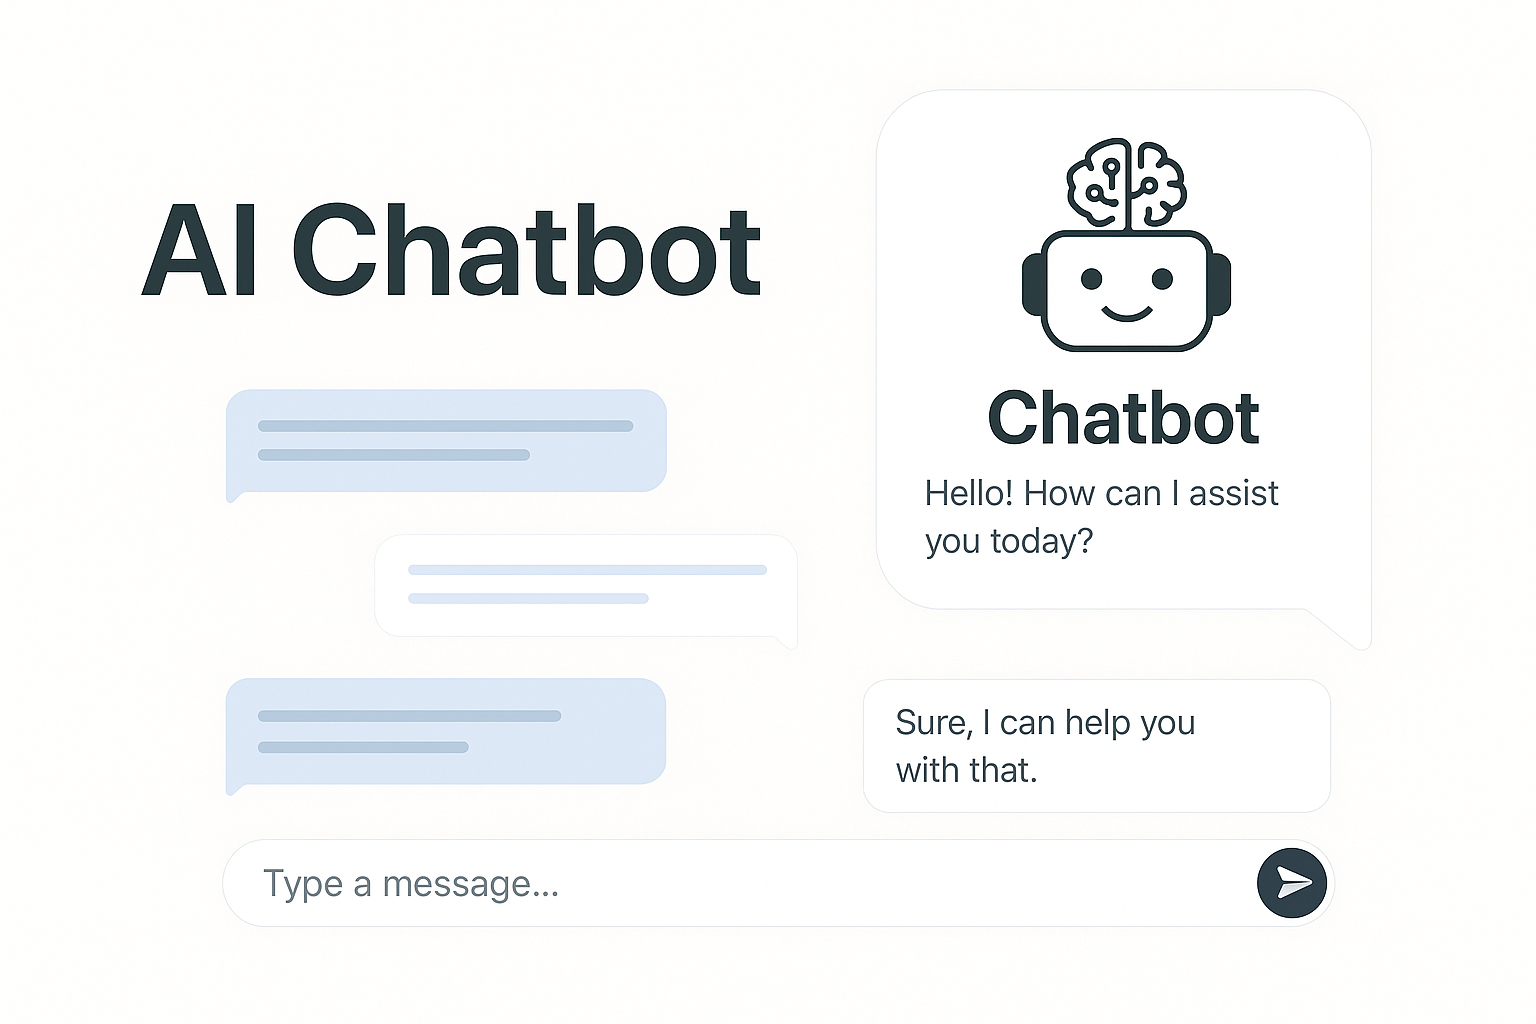 AI Chatbot
Chatbot
Hello! How can I assist
you today?
Sure, I can help you
with that.
Type a message...